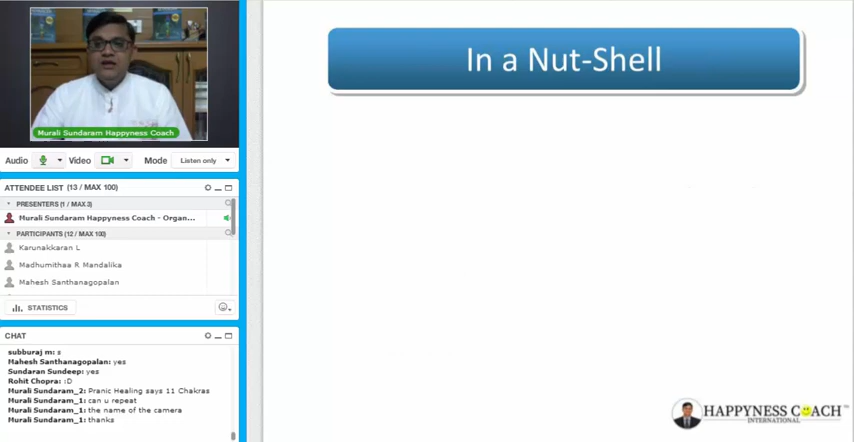 Murali Sundaram Happyness Coach
Audio Video Mode Listen only
ATTENDEE LIST (13 / MAX 100)
PRESENTERS (1 / MAX 3)
Murali Sundaram Happyness Coach - Organ...
PARTICIPANTS (12 / MAX 100)
Karunakkaran L
Madhumithaa R Mandalika
Mahesh Santhanagopalan
STATISTICS
CHAT
subburaj m: s
Mahesh Santhanagopalan: yes
Sundaran Sundeep: yes
Rohit Chopra: :D
Murali Sundaram_2: Pranic Healing says 11 Chakras
Murali Sundaram_1: can u repeat
Murali Sundaram_1: the name of the camera
Murali Sundaram_1: thanks
In a Nut-Shell
HAPPYNESS COACH
INTERNATIONAL